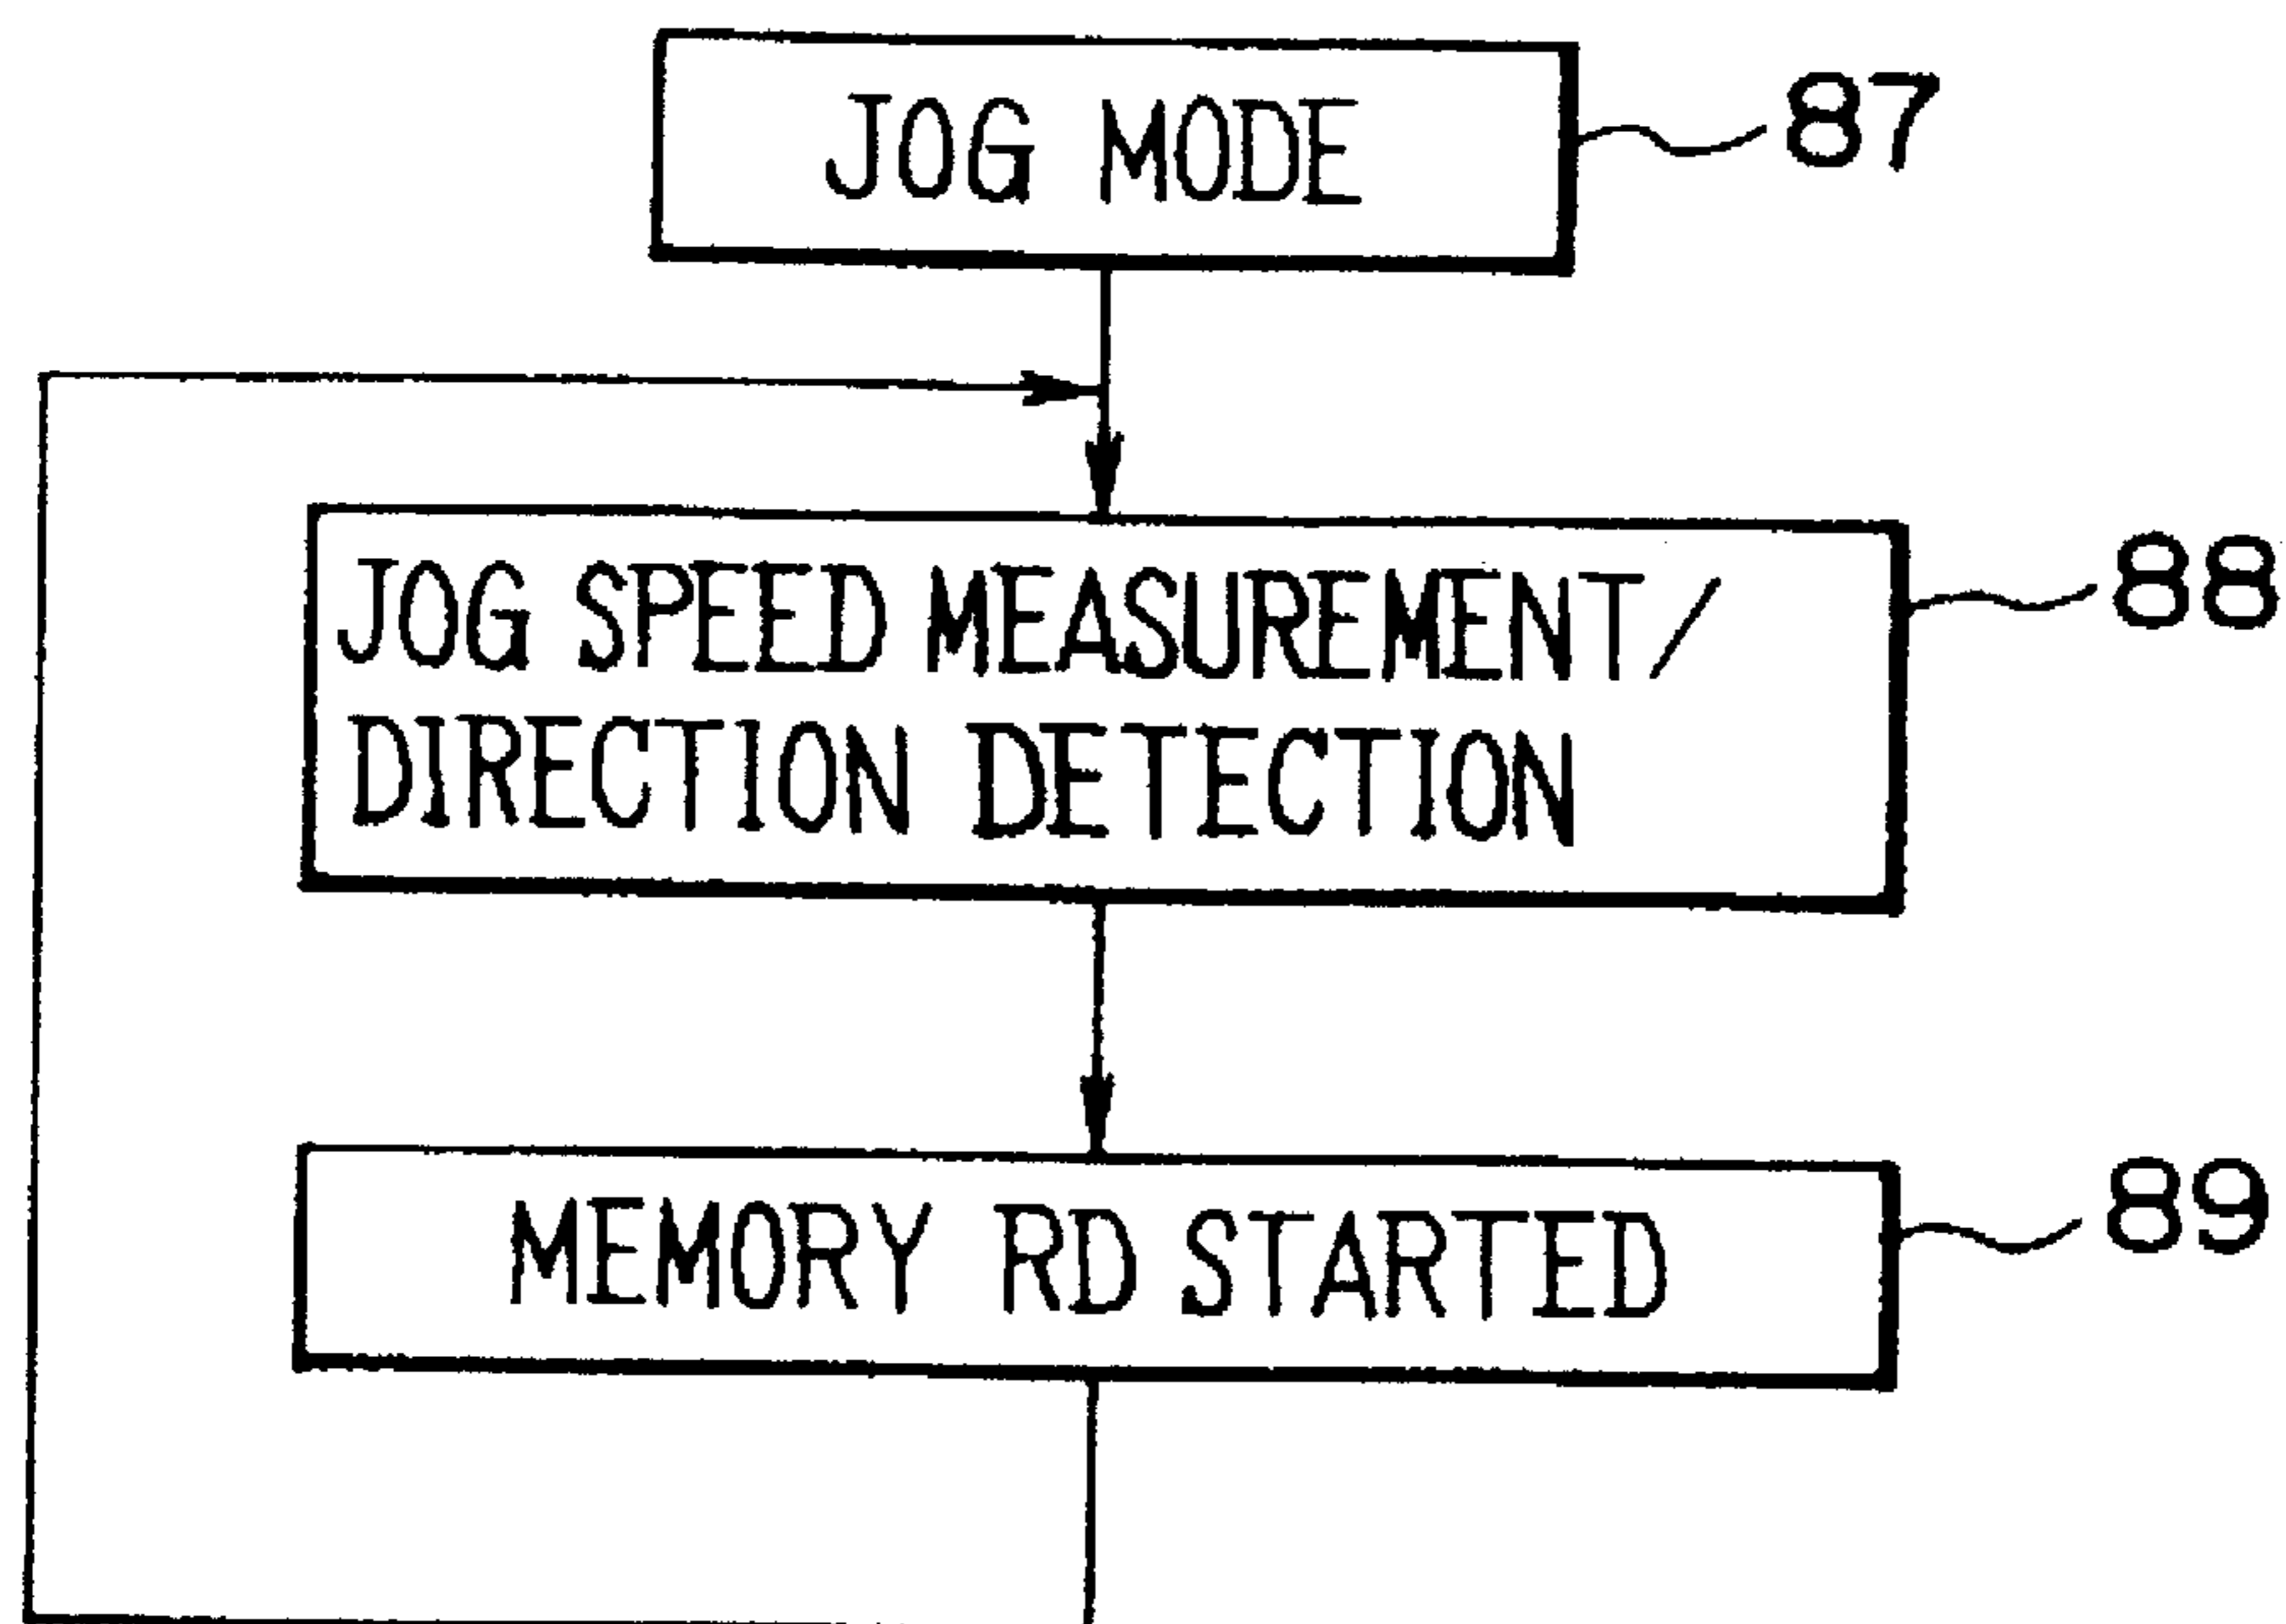 JOG MODE
87
JOG SPEED MEASUREMENT/
DIRECTION DETECTION
88
MEMORY RD STARTED
89